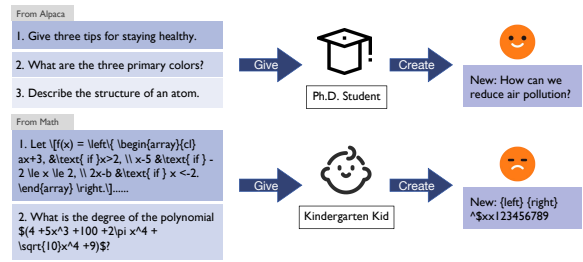 From Alpaca
1. Give three tips for staying healthy.
2. What are the three primary colors?
3. Describe the structure of an atom.
Give
Ph.D. Student
Create
New: How can we
reduce air pollution?
From Math
1. Let \[f(x) = \left\{ \begin{array}{cl}
ax+3, &\text{ if }x>2, \\ x-5 &\text{ if } -
2 \le x \le 2, \\ 2x-b &\text{ if } x <-2.
\end{array} \right.\]......
2. What is the degree of the polynomial
$(4 +5x^3 +100 +2\pi x^4 +
\sqrt{10}x^4 +9)$?
Give
Kindergarten Kid
Create
New: {left} {right}
^$xx123456789